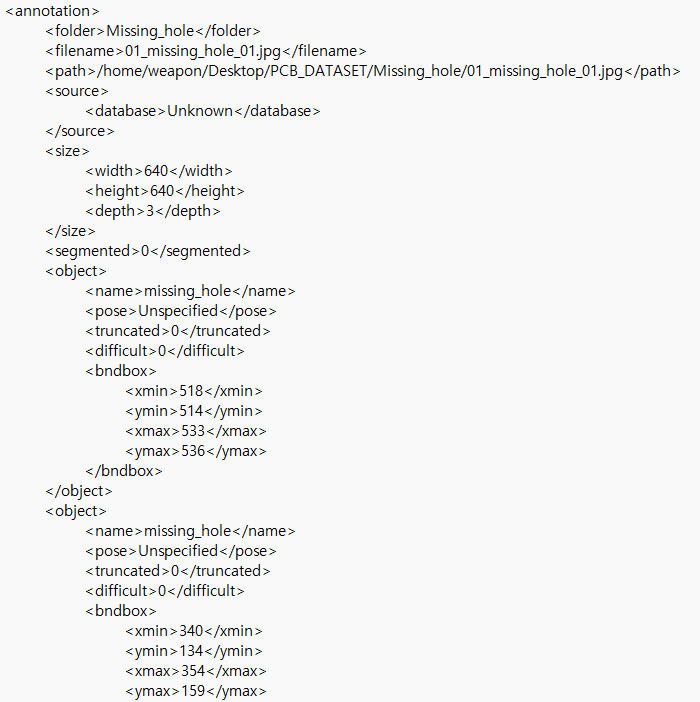 <annotation>
<folder>Missing_hole</folder>
<filename>01_missing_hole_01.jpg</filename>
<path>/home/weapon/Desktop/PCB_DATASET/Missing_hole/01_missing_hole_01.jpg</path>
<source>
<database>Unknown</database>
</source>
<size>
<width>640</width>
<height>640</height>
<depth>3</depth>
</size>
<segmented>0</segmented>
<object>
<name>missing_hole</name>
<pose>Unspecified</pose>
<truncated>0</truncated>
<difficult>0</difficult>
<bndbox>
<xmin>518</xmin>
<ymin>514</ymin>
<xmax>533</xmax>
<ymax>536</ymax>
</bndbox>
</object>
<object>
<name>missing_hole</name>
<pose>Unspecified</pose>
<truncated>0</truncated>
<difficult>0</difficult>
<bndbox>
<xmin>340</xmin>
<ymin>134</ymin>
<xmax>354</xmax>
<ymax>159</ymax>